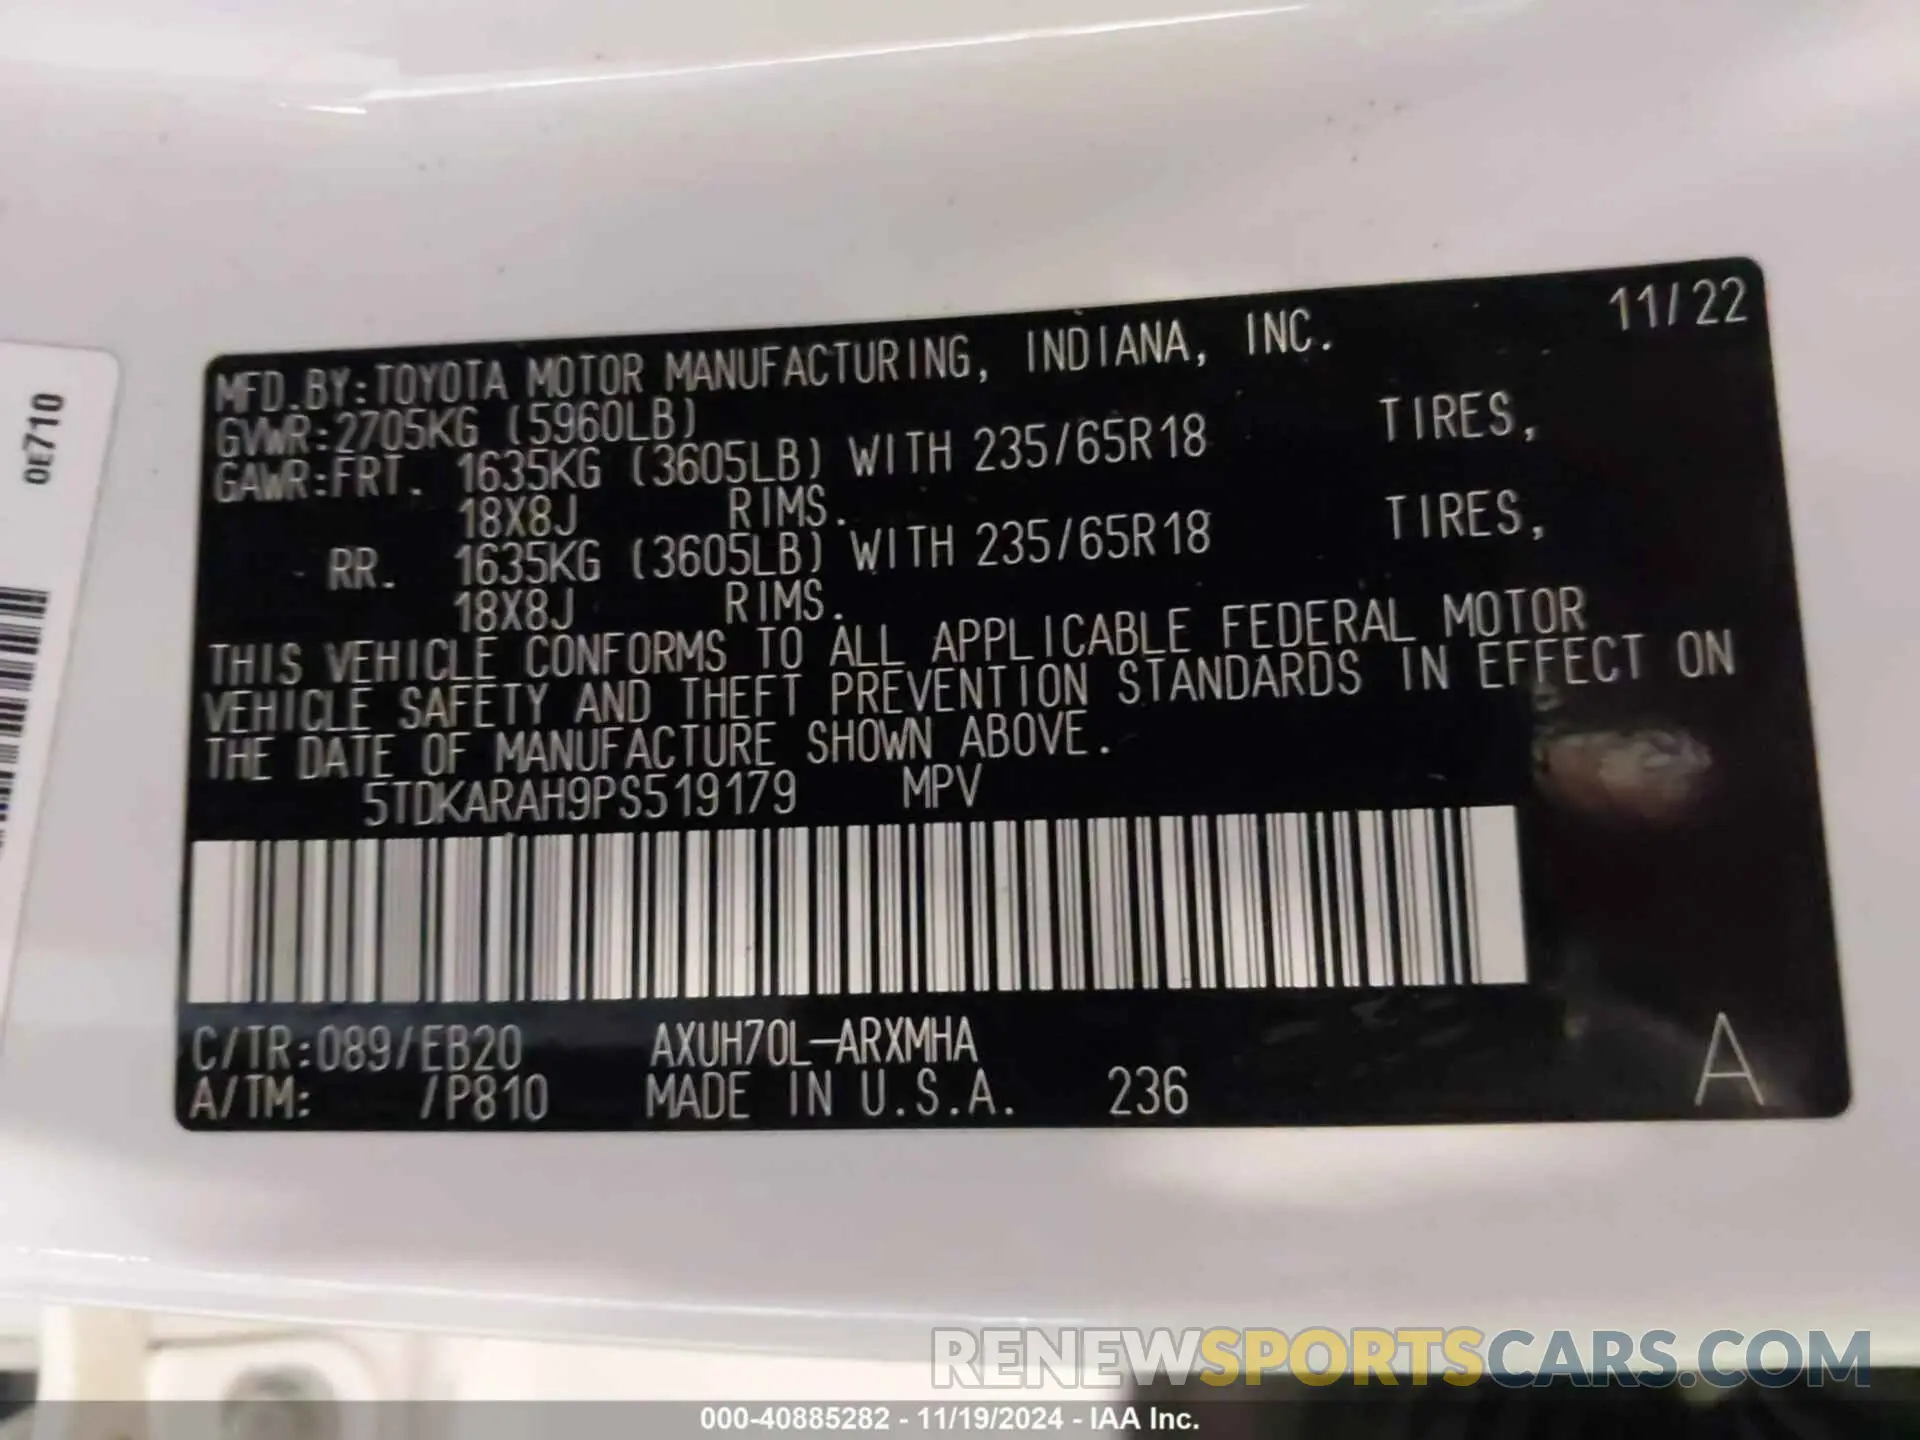 11/22
MFD.BY:TOYOTA MOTOR MANUFACTURING, INDIANA, INC.
GVWR:2705KG (5960LB)
GAWR:FRT. 1635KG (3605LB) WITH 235/65R18 TIRES,
18X8J RIMS.
RR. 1635KG (3605LB) WITH 235/65R18 TIRES,
18X8J RIMS.
THIS VEHICLE CONFORMS TO ALL APPLICABLE FEDERAL MOTOR
VEHICLE SAFETY AND THEFT PREVENTION STANDARDS IN EFFECT ON
THE DATE OF MANUFACTURE SHOWN ABOVE.
5TDKARAH9PS519179 MPV
C/TR:089/EB20 AXUH70L-ARXMHA
A/TM: /P810 MADE IN U.S.A. 236
A
0E710
RENEWSPORTSCARS.COM
000-40885282 - 11/19/2024 - IAA Inc.